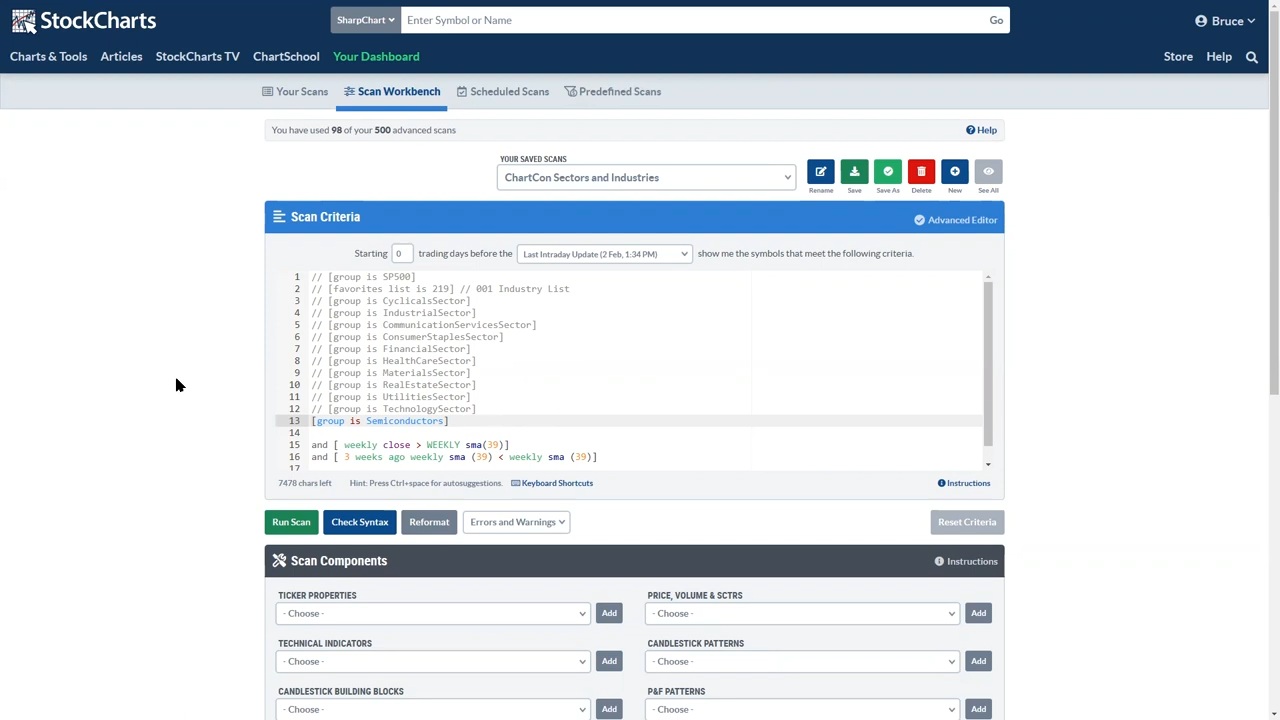 StockCharts
SharpChart
Enter Symbol or Name
Go
Bruce
Charts & Tools
Articles
StockCharts TV
ChartSchool
Your Dashboard
Store
Help
Your Scans
Scan Workbench
Scheduled Scans
Predefined Scans
You have used 98 of your 500 advanced scans
Help
YOUR SAVED SCANS
ChartCon Sectors and Industries
Rename
Save
Save As
Delete
New
See All
Scan Criteria
Advanced Editor
Starting 0 trading days before the Last Intraday Update (2 Feb, 1:34 PM) show me the symbols that meet the following criteria.
1 // [group is SP500]
2 // [favorites list is 219] // 001 Industry List
3 // [group is CyclicalsSector]
4 // [group is IndustrialSector]
5 // [group is CommunicationServicesSector]
6 // [group is ConsumerStaplesSector]
7 // [group is FinancialSector]
8 // [group is HealthCareSector]
9 // [group is MaterialsSector]
10 // [group is RealEstateSector]
11 // [group is UtilitiesSector]
12 // [group is TechnologySector]
13 [group is Semiconductors]
14
15 and [ weekly close > WEEKLY sma(39)]
16 and [ 3 weeks ago weekly sma (39) < weekly sma (39)]
17
7478 chars left
Hint: Press Ctrl+space for autosuggestions.
Keyboard Shortcuts
Instructions
Run Scan
Check Syntax
Reformat
Errors and Warnings
Reset Criteria
Scan Components
Instructions
TICKER PROPERTIES
- Choose -
Add
PRICE, VOLUME & SCTRS
- Choose -
Add
TECHNICAL INDICATORS
- Choose -
Add
CANDLESTICK PATTERNS
- Choose -
Add
CANDLESTICK BUILDING BLOCKS
- Choose -
Add
P&F PATTERNS
- Choose -
Add